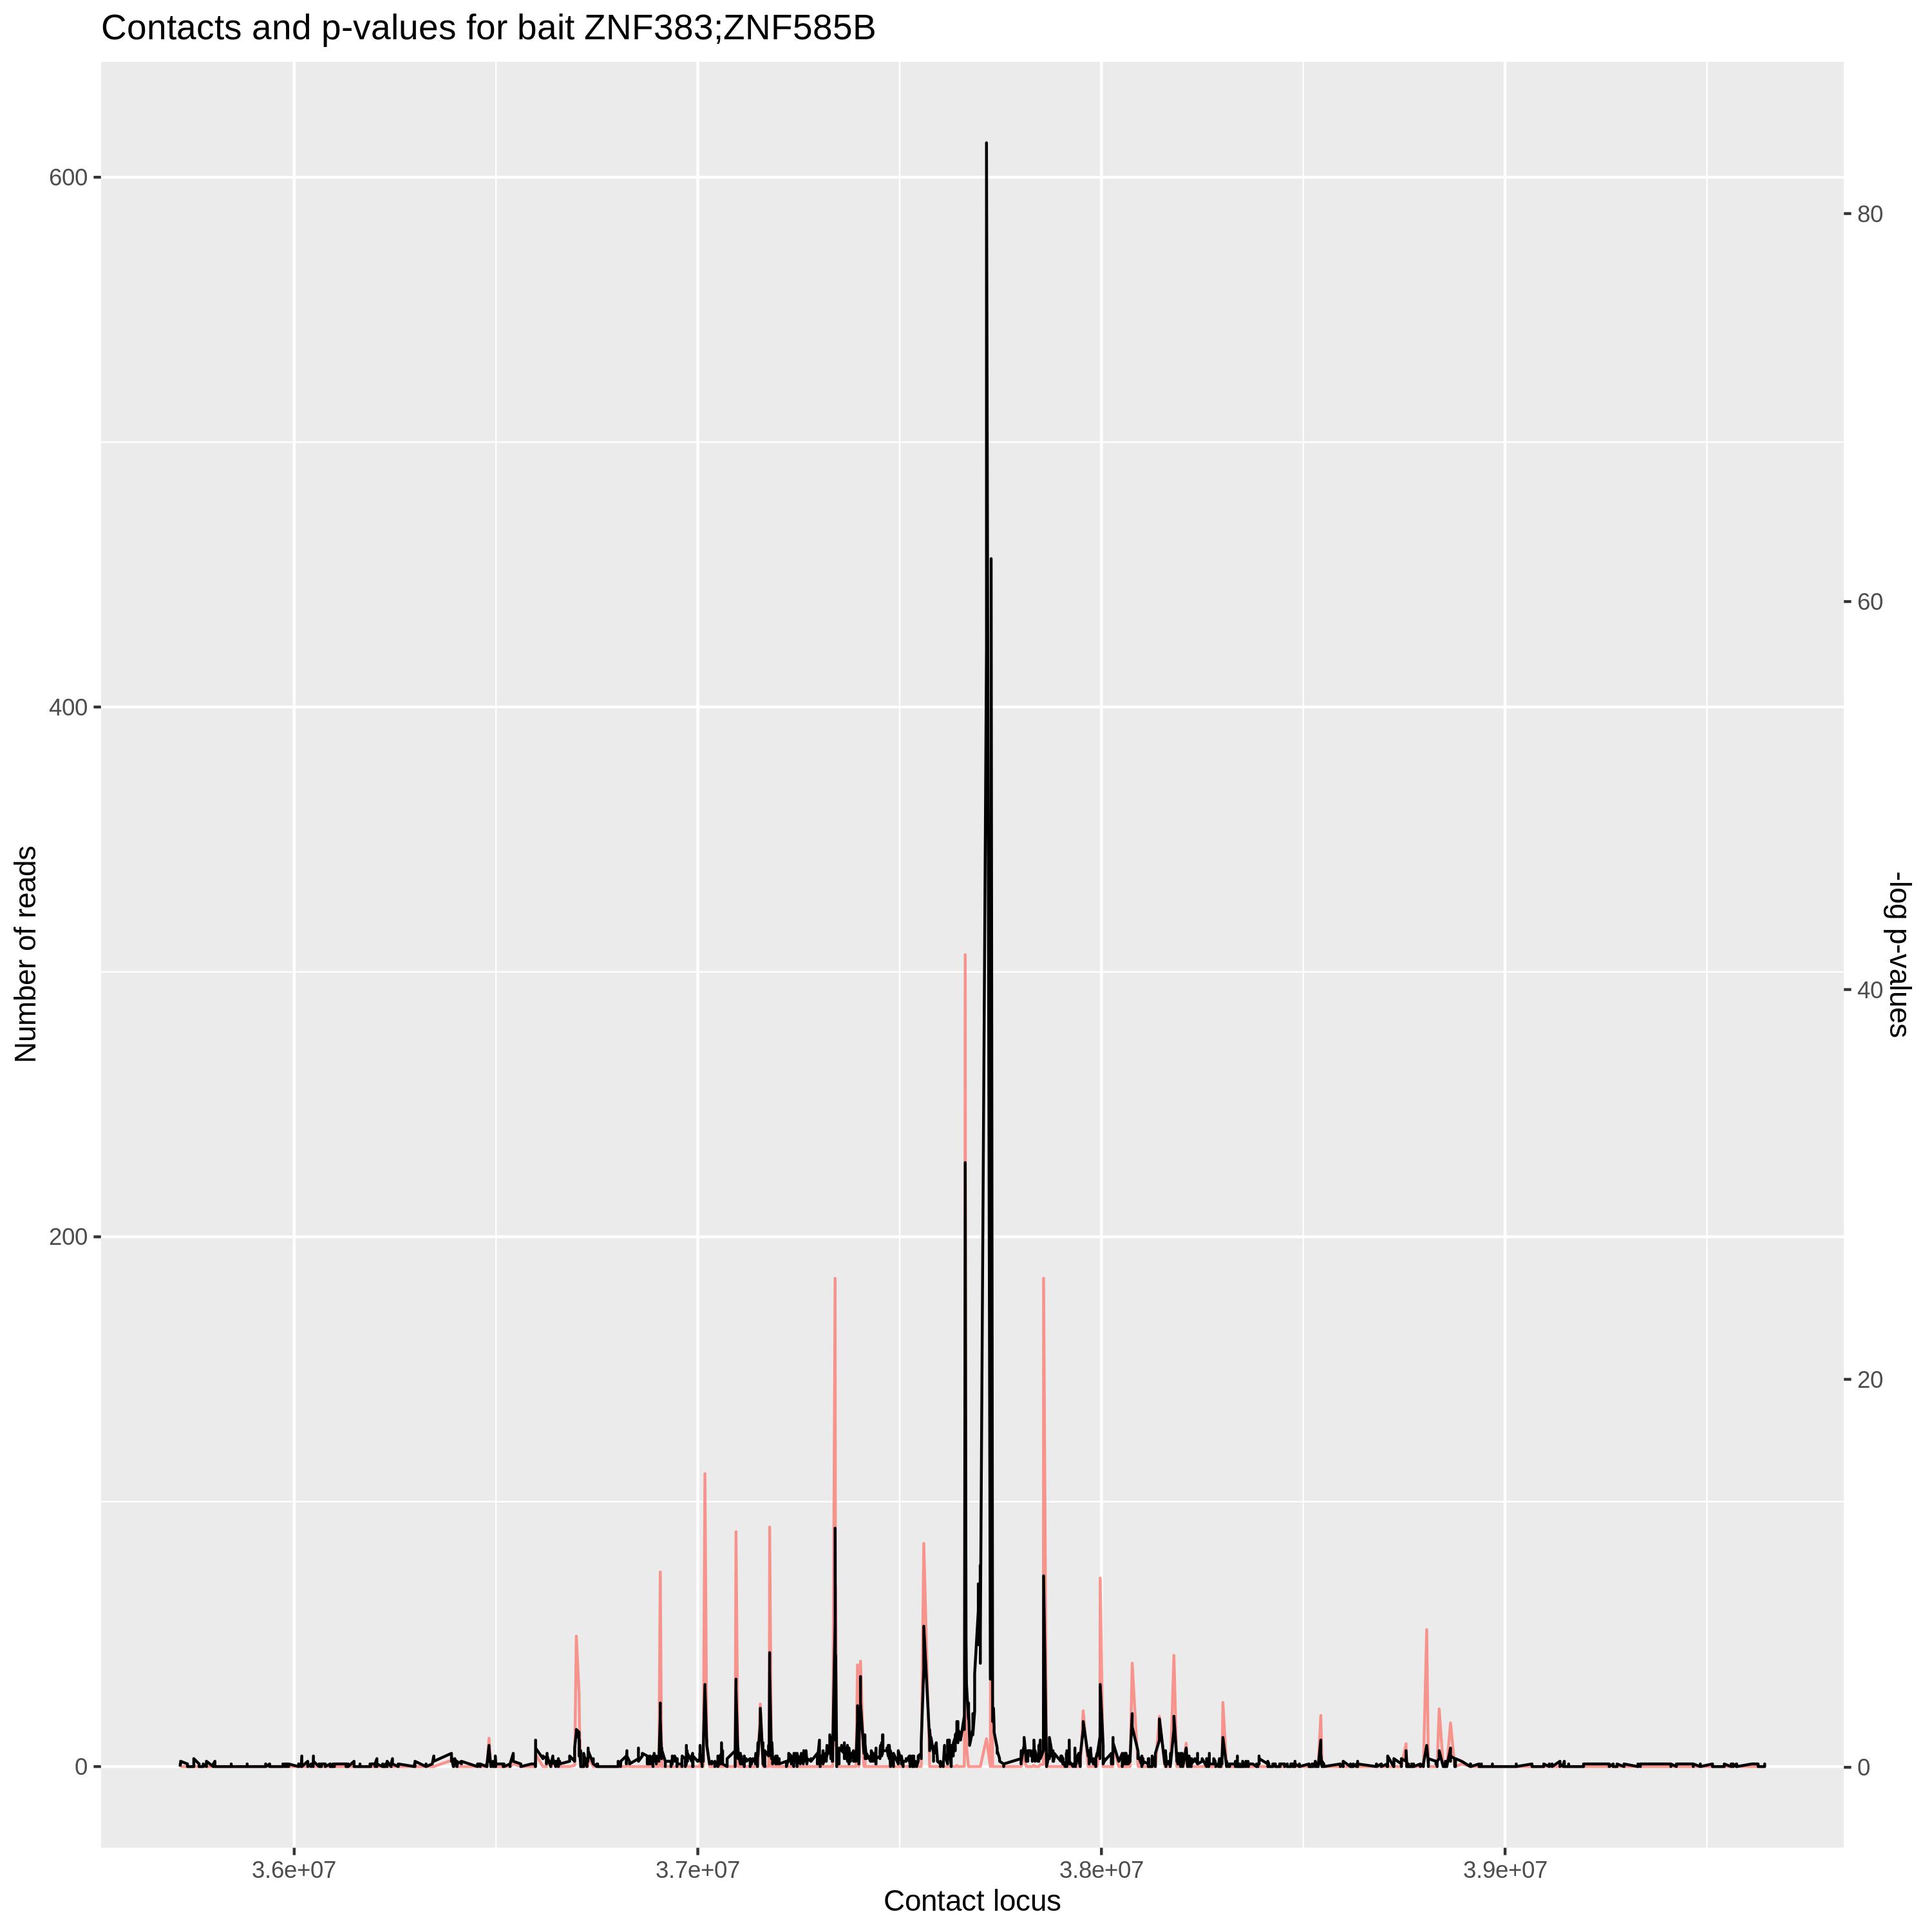 Contacts and p-values for bait ZNF383;ZNF585B
600
400
200
0
Number of reads
80
60
40
20
0
-log p-values
3.6e+07
3.7e+07
3.8e+07
3.9e+07
Contact locus